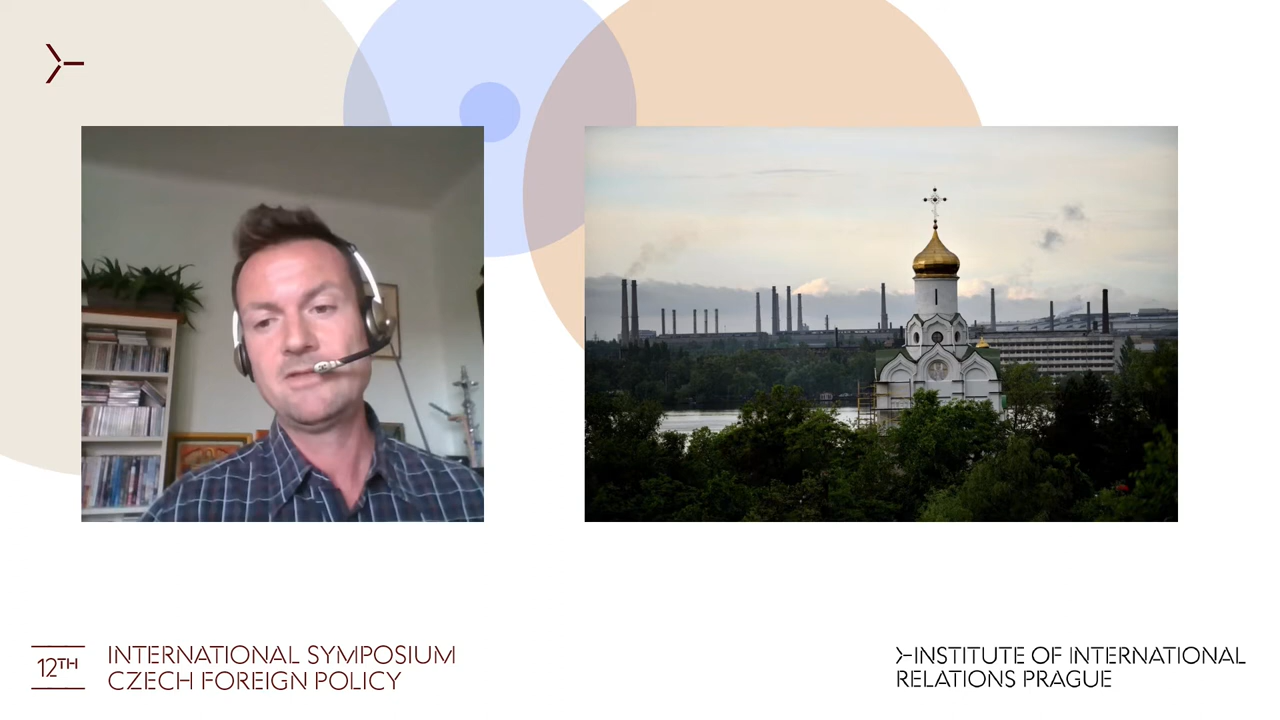 12TH
INTERNATIONAL SYMPOSIUM
CZECH FOREIGN POLICY
INSTITUTE OF INTERNATIONAL
RELATIONS PRAGUE